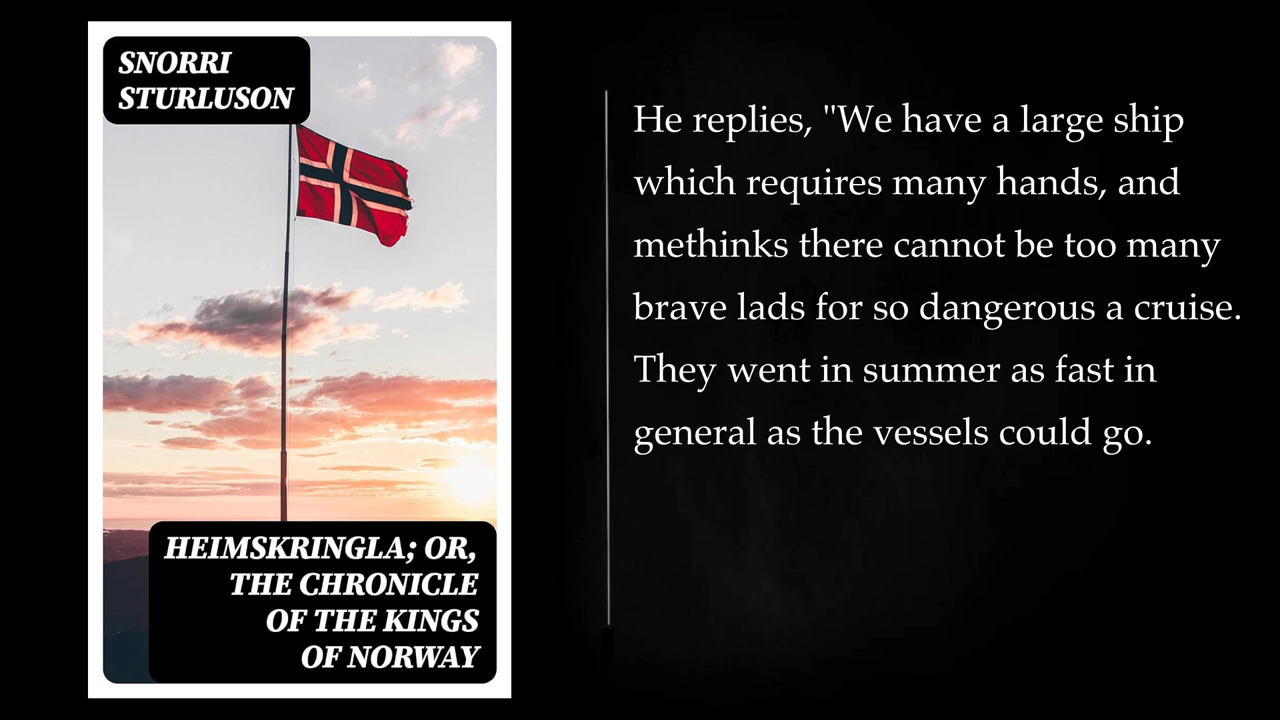 SNORRI
STURLUSON
HEIMSKRINGLA; OR,
THE CHRONICLE
OF THE KINGS
OF NORWAY
He replies, "We have a large ship
which requires many hands, and
methinks there cannot be too many
brave lads for so dangerous a cruise.
They went in summer as fast in
general as the vessels could go.